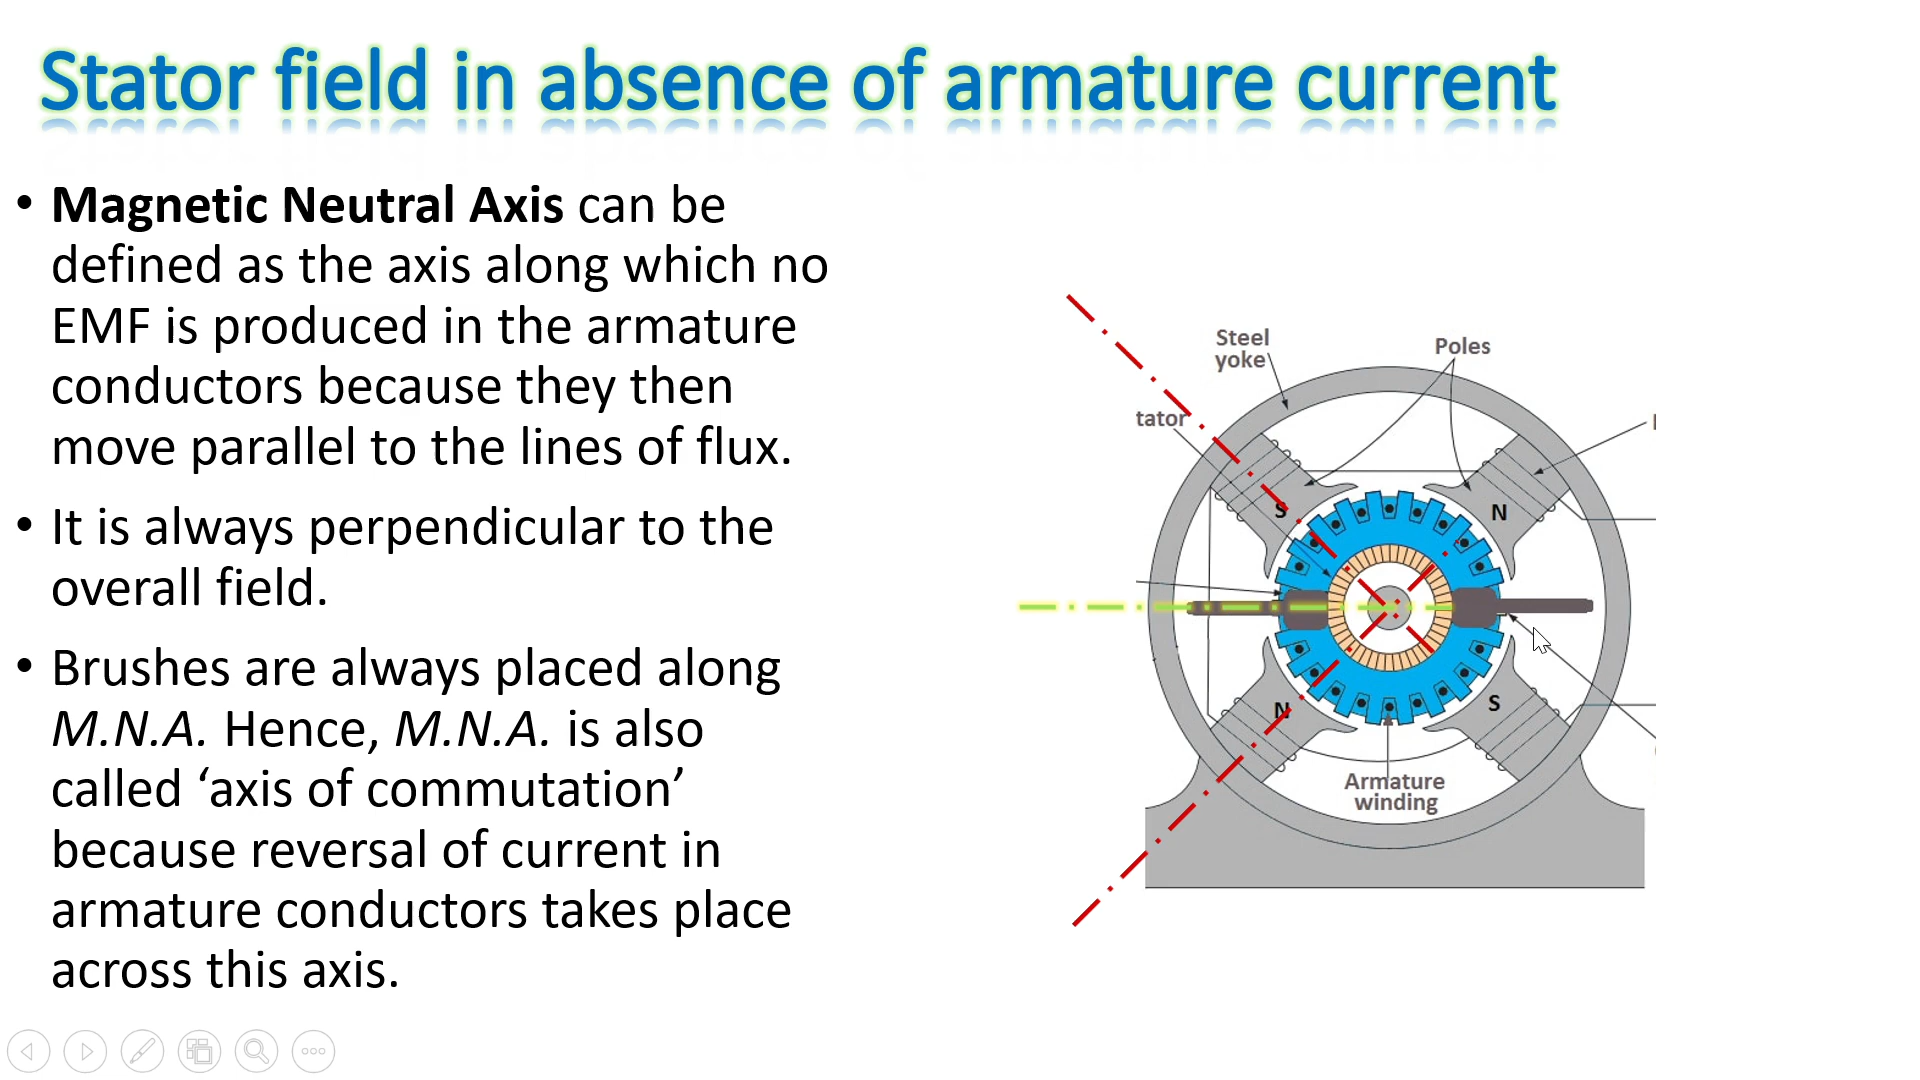 Stator field in absence of armature current
• Magnetic Neutral Axis can be
defined as the axis along which no
EMF is produced in the armature
conductors because they then
move parallel to the lines of flux.
• It is always perpendicular to the
overall field.
• Brushes are always placed along
M.N.A. Hence, M.N.A. is also
called ‘axis of commutation’
because reversal of current in
armature conductors takes place
across this axis.
Steel
yoke
Poles
tator
S
N
N
S
Armature
winding